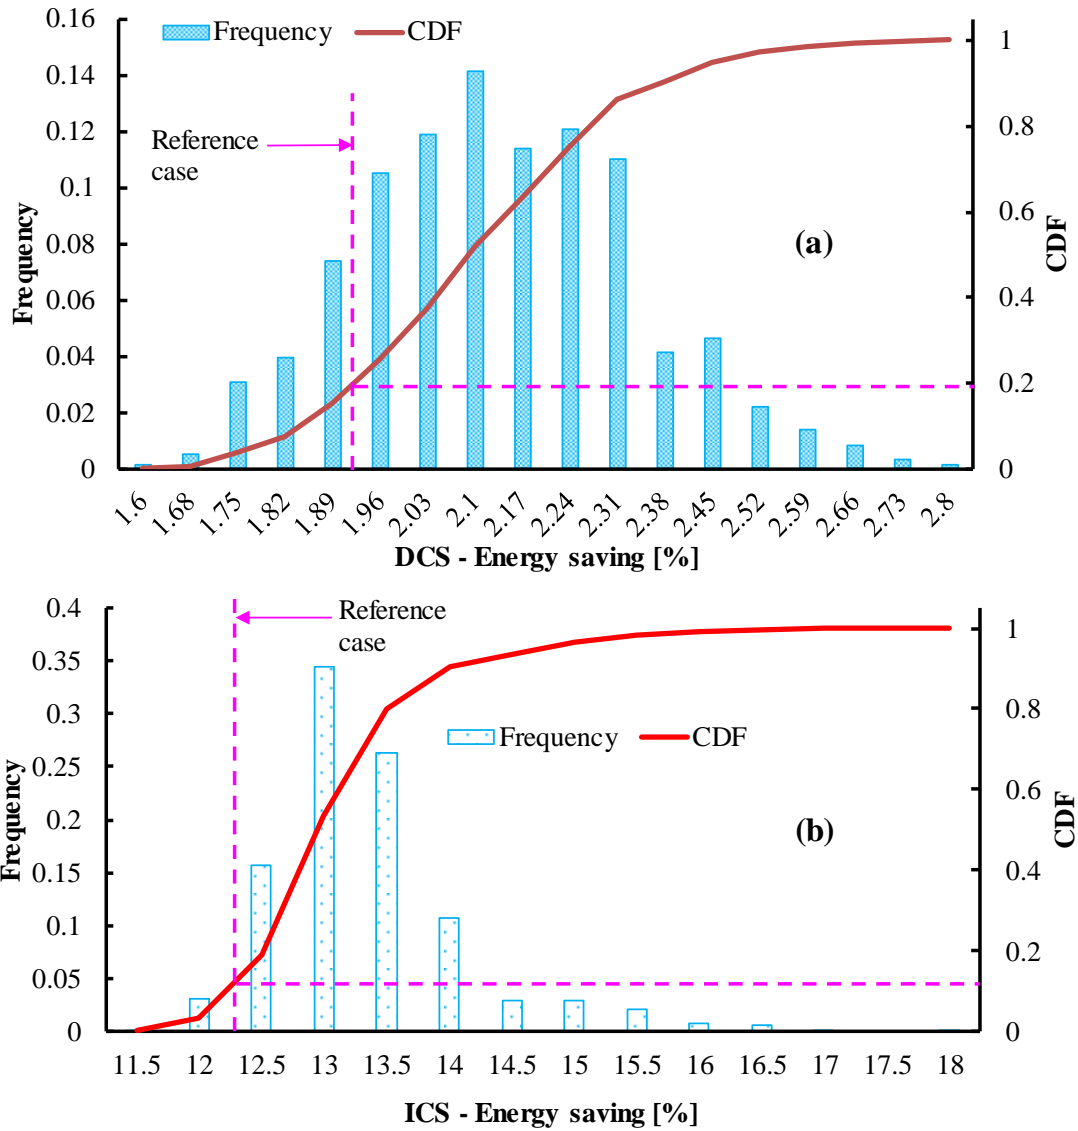 0.16
0.14
0.12
0.1
0.08
0.06
0.04
0.02
0
Frequency
Frequency CDF
Reference
case
(a)
1
0.8
0.6
0.4
0.2
0
CDF
1.6 1.68 1.75 1.82 1.89 1.96 2.03 2.1 2.17 2.24 2.31 2.38 2.45 2.52 2.59 2.66 2.73 2.8
DCS - Energy saving [%]
0.4
0.35
0.3
0.25
0.2
0.15
0.1
0.05
0
Frequency
Reference
case
Frequency CDF
(b)
1
0.8
0.6
0.4
0.2
0
CDF
11.5 12 12.5 13 13.5 14 14.5 15 15.5 16 16.5 17 17.5 18
ICS - Energy saving [%]